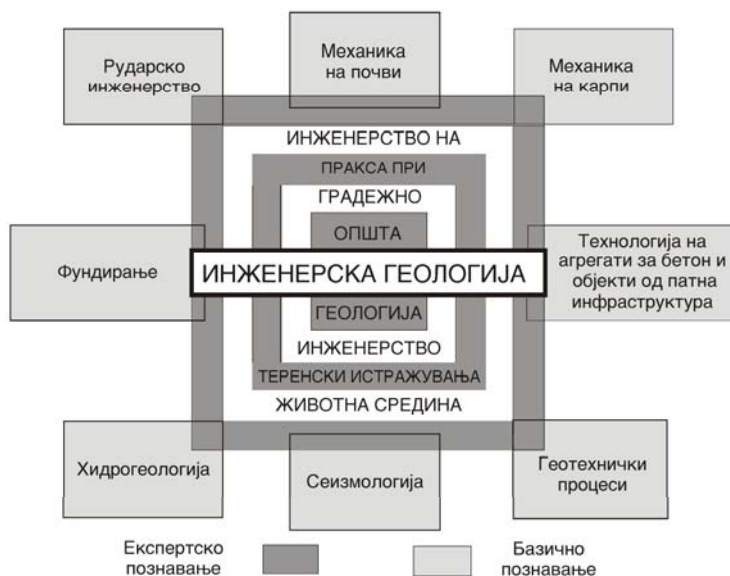 Рударско
инженерство
Механика
на почви
Механика
на карпи
ИНЖЕНЕРСТВО НА
ПРАКСА ПРИ
ГРАДЕЖНО
ОПШТА
Фундирање
ИНЖЕНЕРСКА ГЕОЛОГИЈА
Технологија на
агрегати за бетон и
објекти од патна
инфраструктура
ГЕОЛОГИЈА
ИНЖЕНЕРСТВО
ТЕРЕНСКИ ИСТРАЖУВАЊА
ЖИВОТНА СРЕДИНА
Хидрогеологија
Сеизмологија
Геотехнички
процеси
Експертско
познавање
Базично
познавање